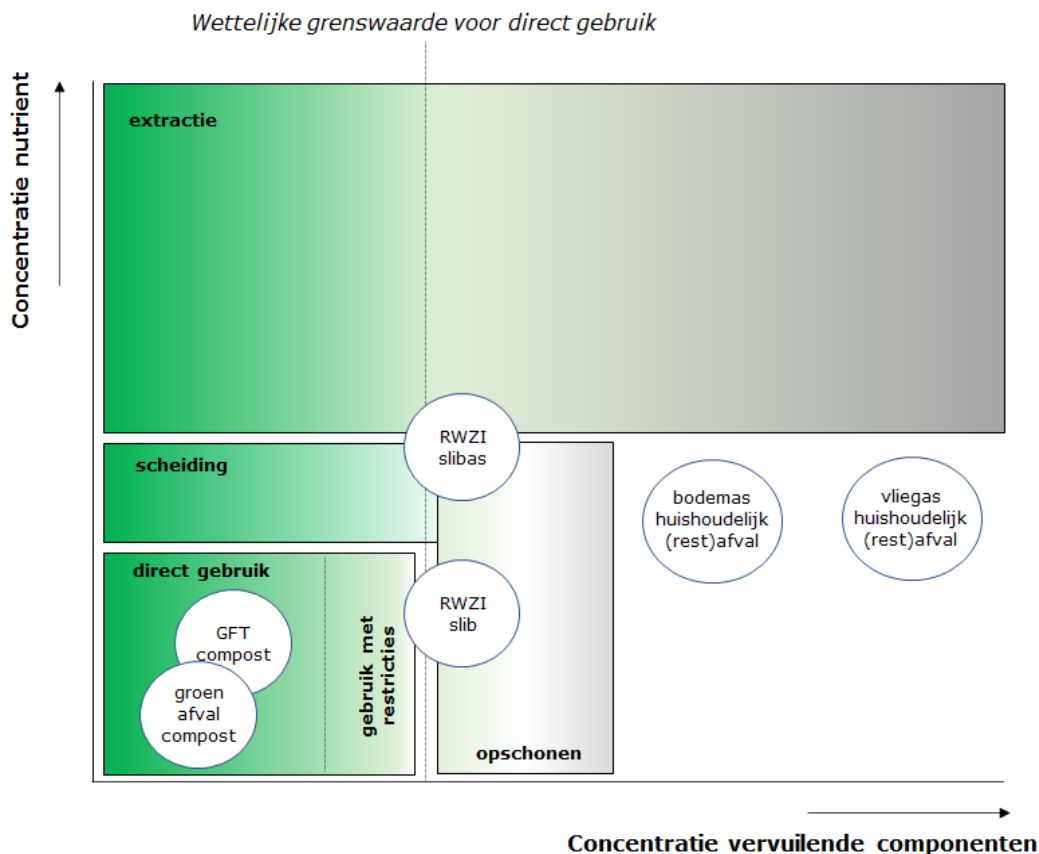 Wettelijke grenswaarde voor direct gebruik
Concentratie nutrient
extractie
scheiding
RWZI
slibas
bodemas
huishoudelijk
(rest)afval
vliegas
huishoudelijk
(rest)afval
direct gebruik
GFT
compost
groen
afval
compost
gebruik met
restricties
RWZI
slib
opschonen
Concentratie vervuilende componenten